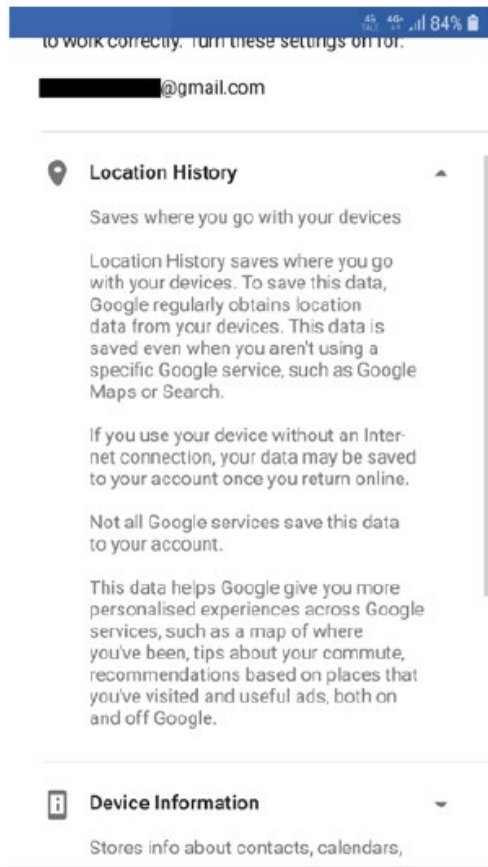 84%
to work correctly. Turn these settings on for:
@gmail.com
Location History
Saves where you go with your devices
Location History saves where you go
with your devices. To save this data,
Google regularly obtains location
data from your devices. This data is
saved even when you aren't using a
specific Google service, such as Google
Maps or Search.
If you use your device without an Inter-
net connection, your data may be saved
to your account once you return online.
Not all Google services save this data
to your account.
This data helps Google give you more
personalised experiences across Google
services, such as a map of where
you've been, tips about your commute,
recommendations based on places that
you've visited and useful ads, both on
and off Google.
Device Information
Stores info about contacts, calendars,